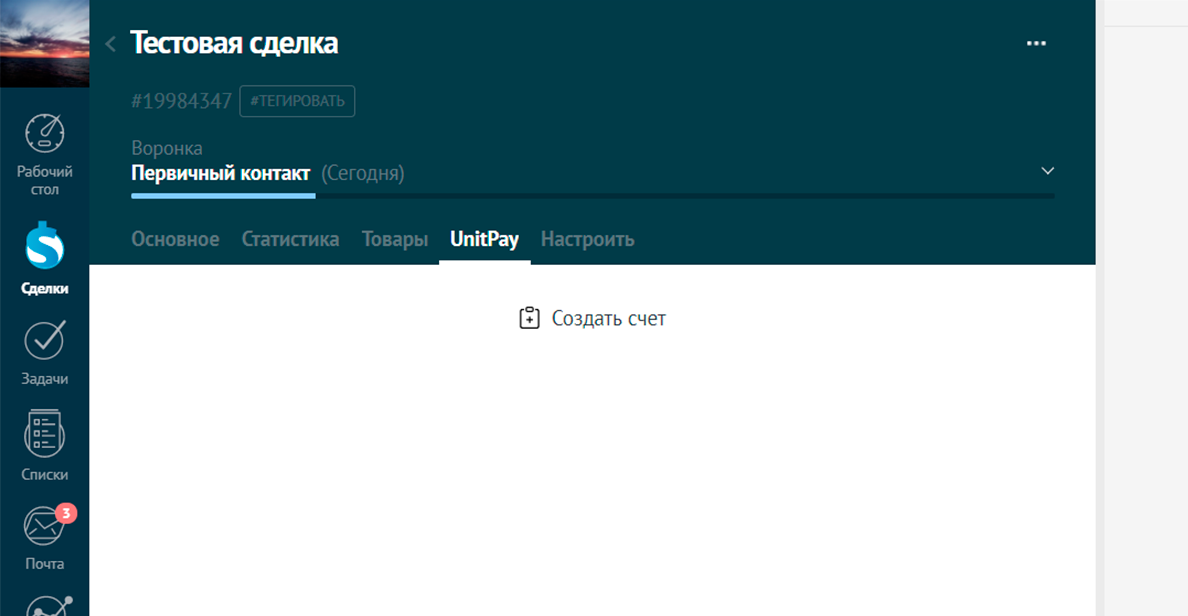 Тестовая сделка
#19984347 #ТЕГИРОВАТЬ
Воронка
Первичный контакт (Сегодня)
Основное Статистика Товары UnitPay Настроить
Создать счет
Рабочий
стол
Сделки
Задачи
Списки
3
Почта